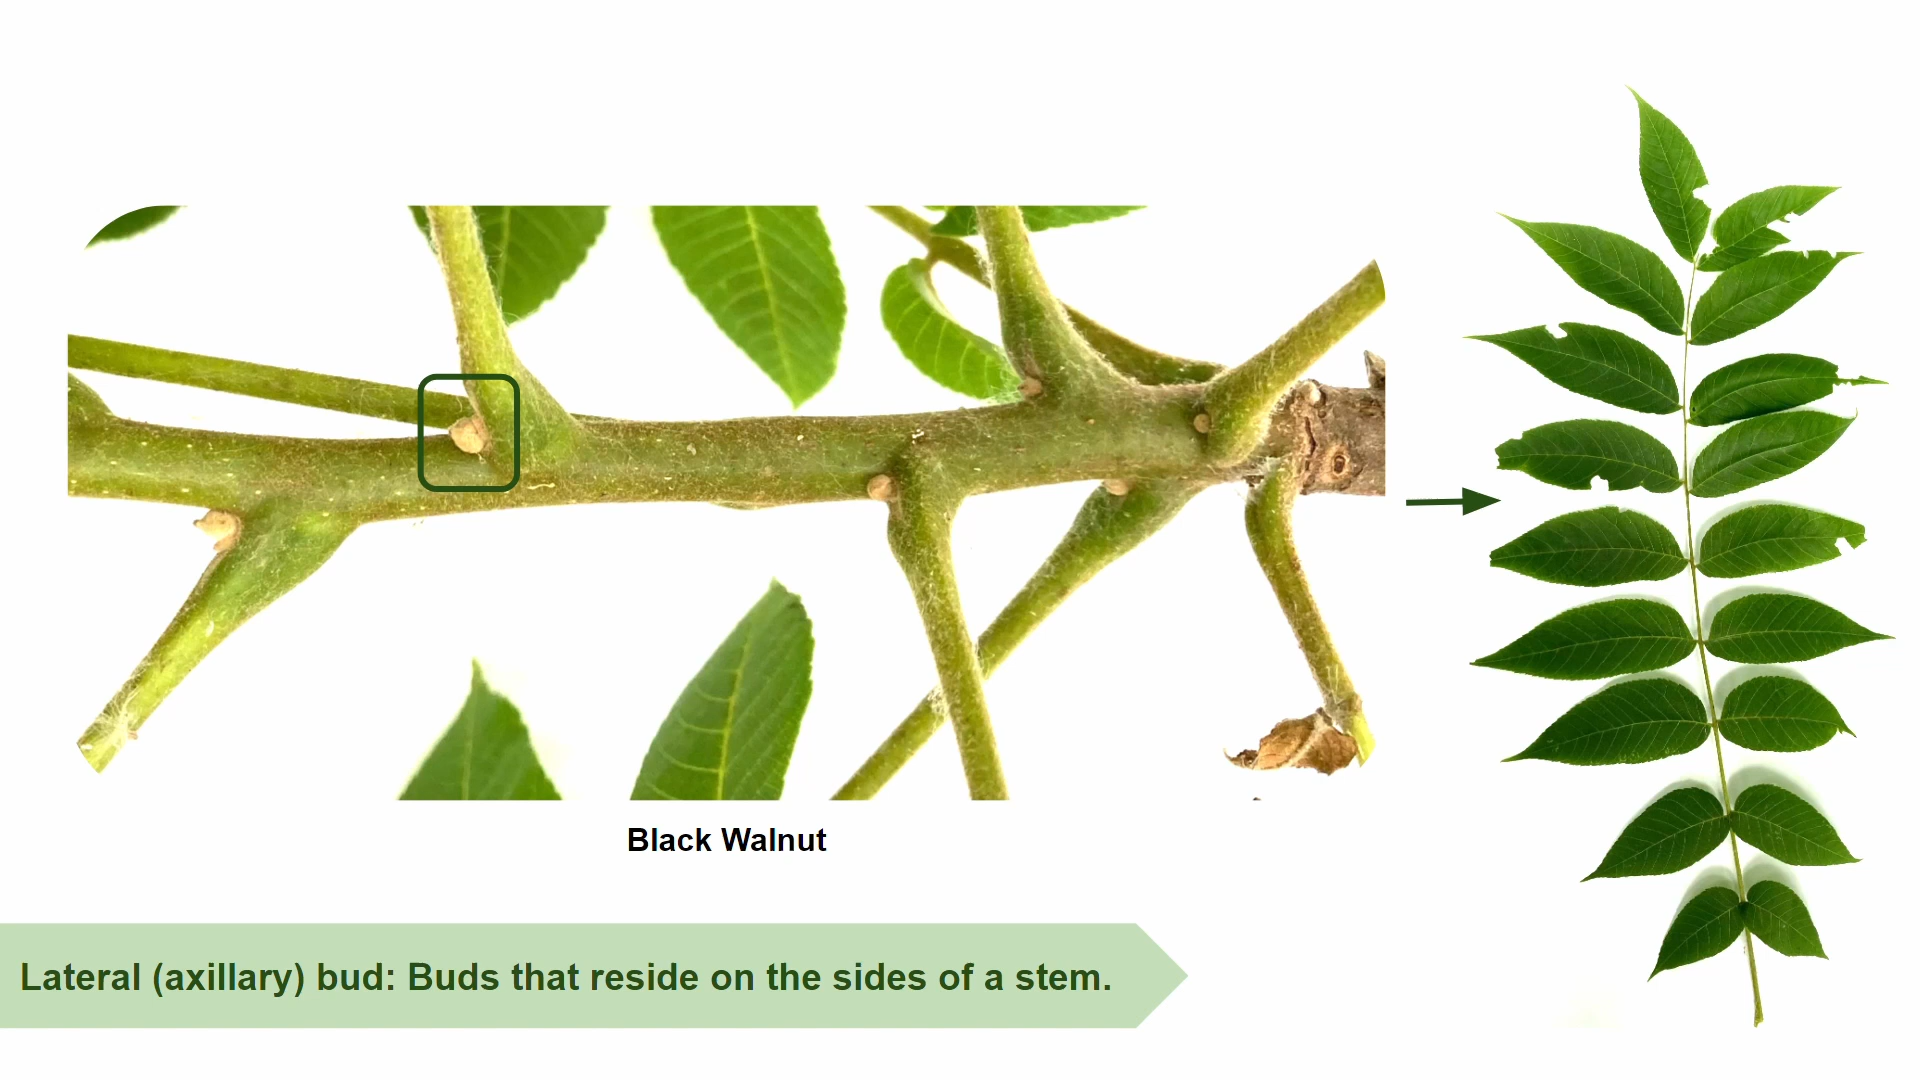 Black Walnut
Lateral (axillary) bud: Buds that reside on the sides of a stem.